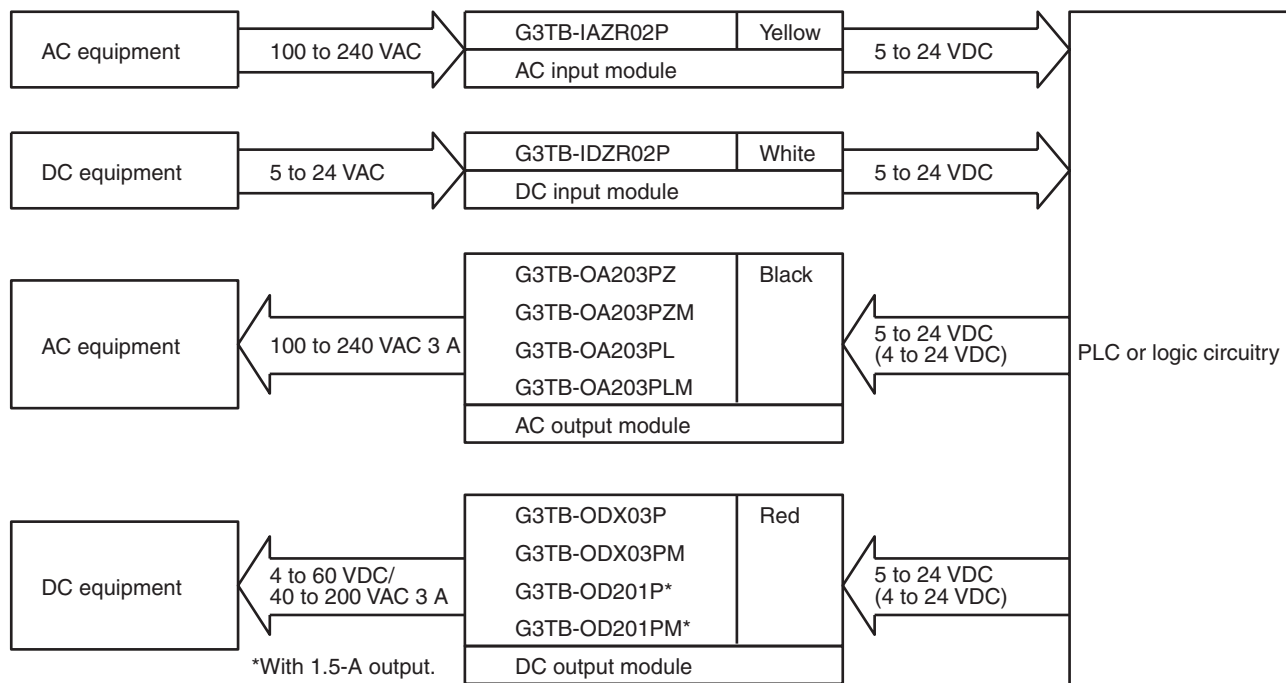 AC equipment
100 to 240 VAC
G3TB-IAZR02P
Yellow
AC input module
5 to 24 VDC
DC equipment
5 to 24 VAC
G3TB-IDZR02P
White
DC input module
5 to 24 VDC
AC equipment
100 to 240 VAC 3 A
G3TB-OA203PZ
G3TB-OA203PZM
G3TB-OA203PL
G3TB-OA203PLM
Black
AC output module
5 to 24 VDC
(4 to 24 VDC)
PLC or logic circuitry
DC equipment
4 to 60 VDC/
40 to 200 VAC 3 A
*With 1.5-A output.
G3TB-ODX03P
G3TB-ODX03PM
G3TB-OD201P*
G3TB-OD201PM*
Red
DC output module
5 to 24 VDC
(4 to 24 VDC)